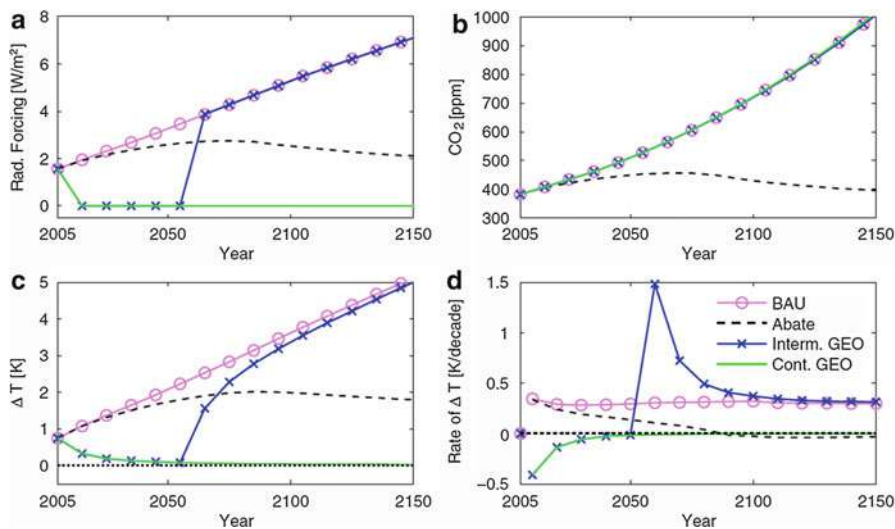 a
Rad. Forcing [W/m²]
8
6
4
2
0
2005 2050 2100 2150
Year
b
CO₂ [ppm]
1000
900
800
700
600
500
400
300
2005 2050 2100 2150
Year
c
Δ T [K]
5
4
3
2
1
0
2005 2050 2100 2150
Year
d
Rate of Δ T [K/decade]
1.5
1
0.5
0
−0.5
BAU
Abate
Interm. GEO
Cont. GEO
2005 2050 2100 2150
Year